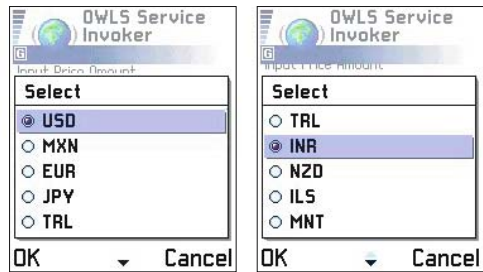 OWLS Service
Invoker
G
Input Price Amount
Select
USD
MXN
EUR
JPY
TRL
OK
Cancel
OWLS Service
Invoker
G
Input Price Amount
Select
TRL
INR
NZD
ILS
MNT
OK
Cancel